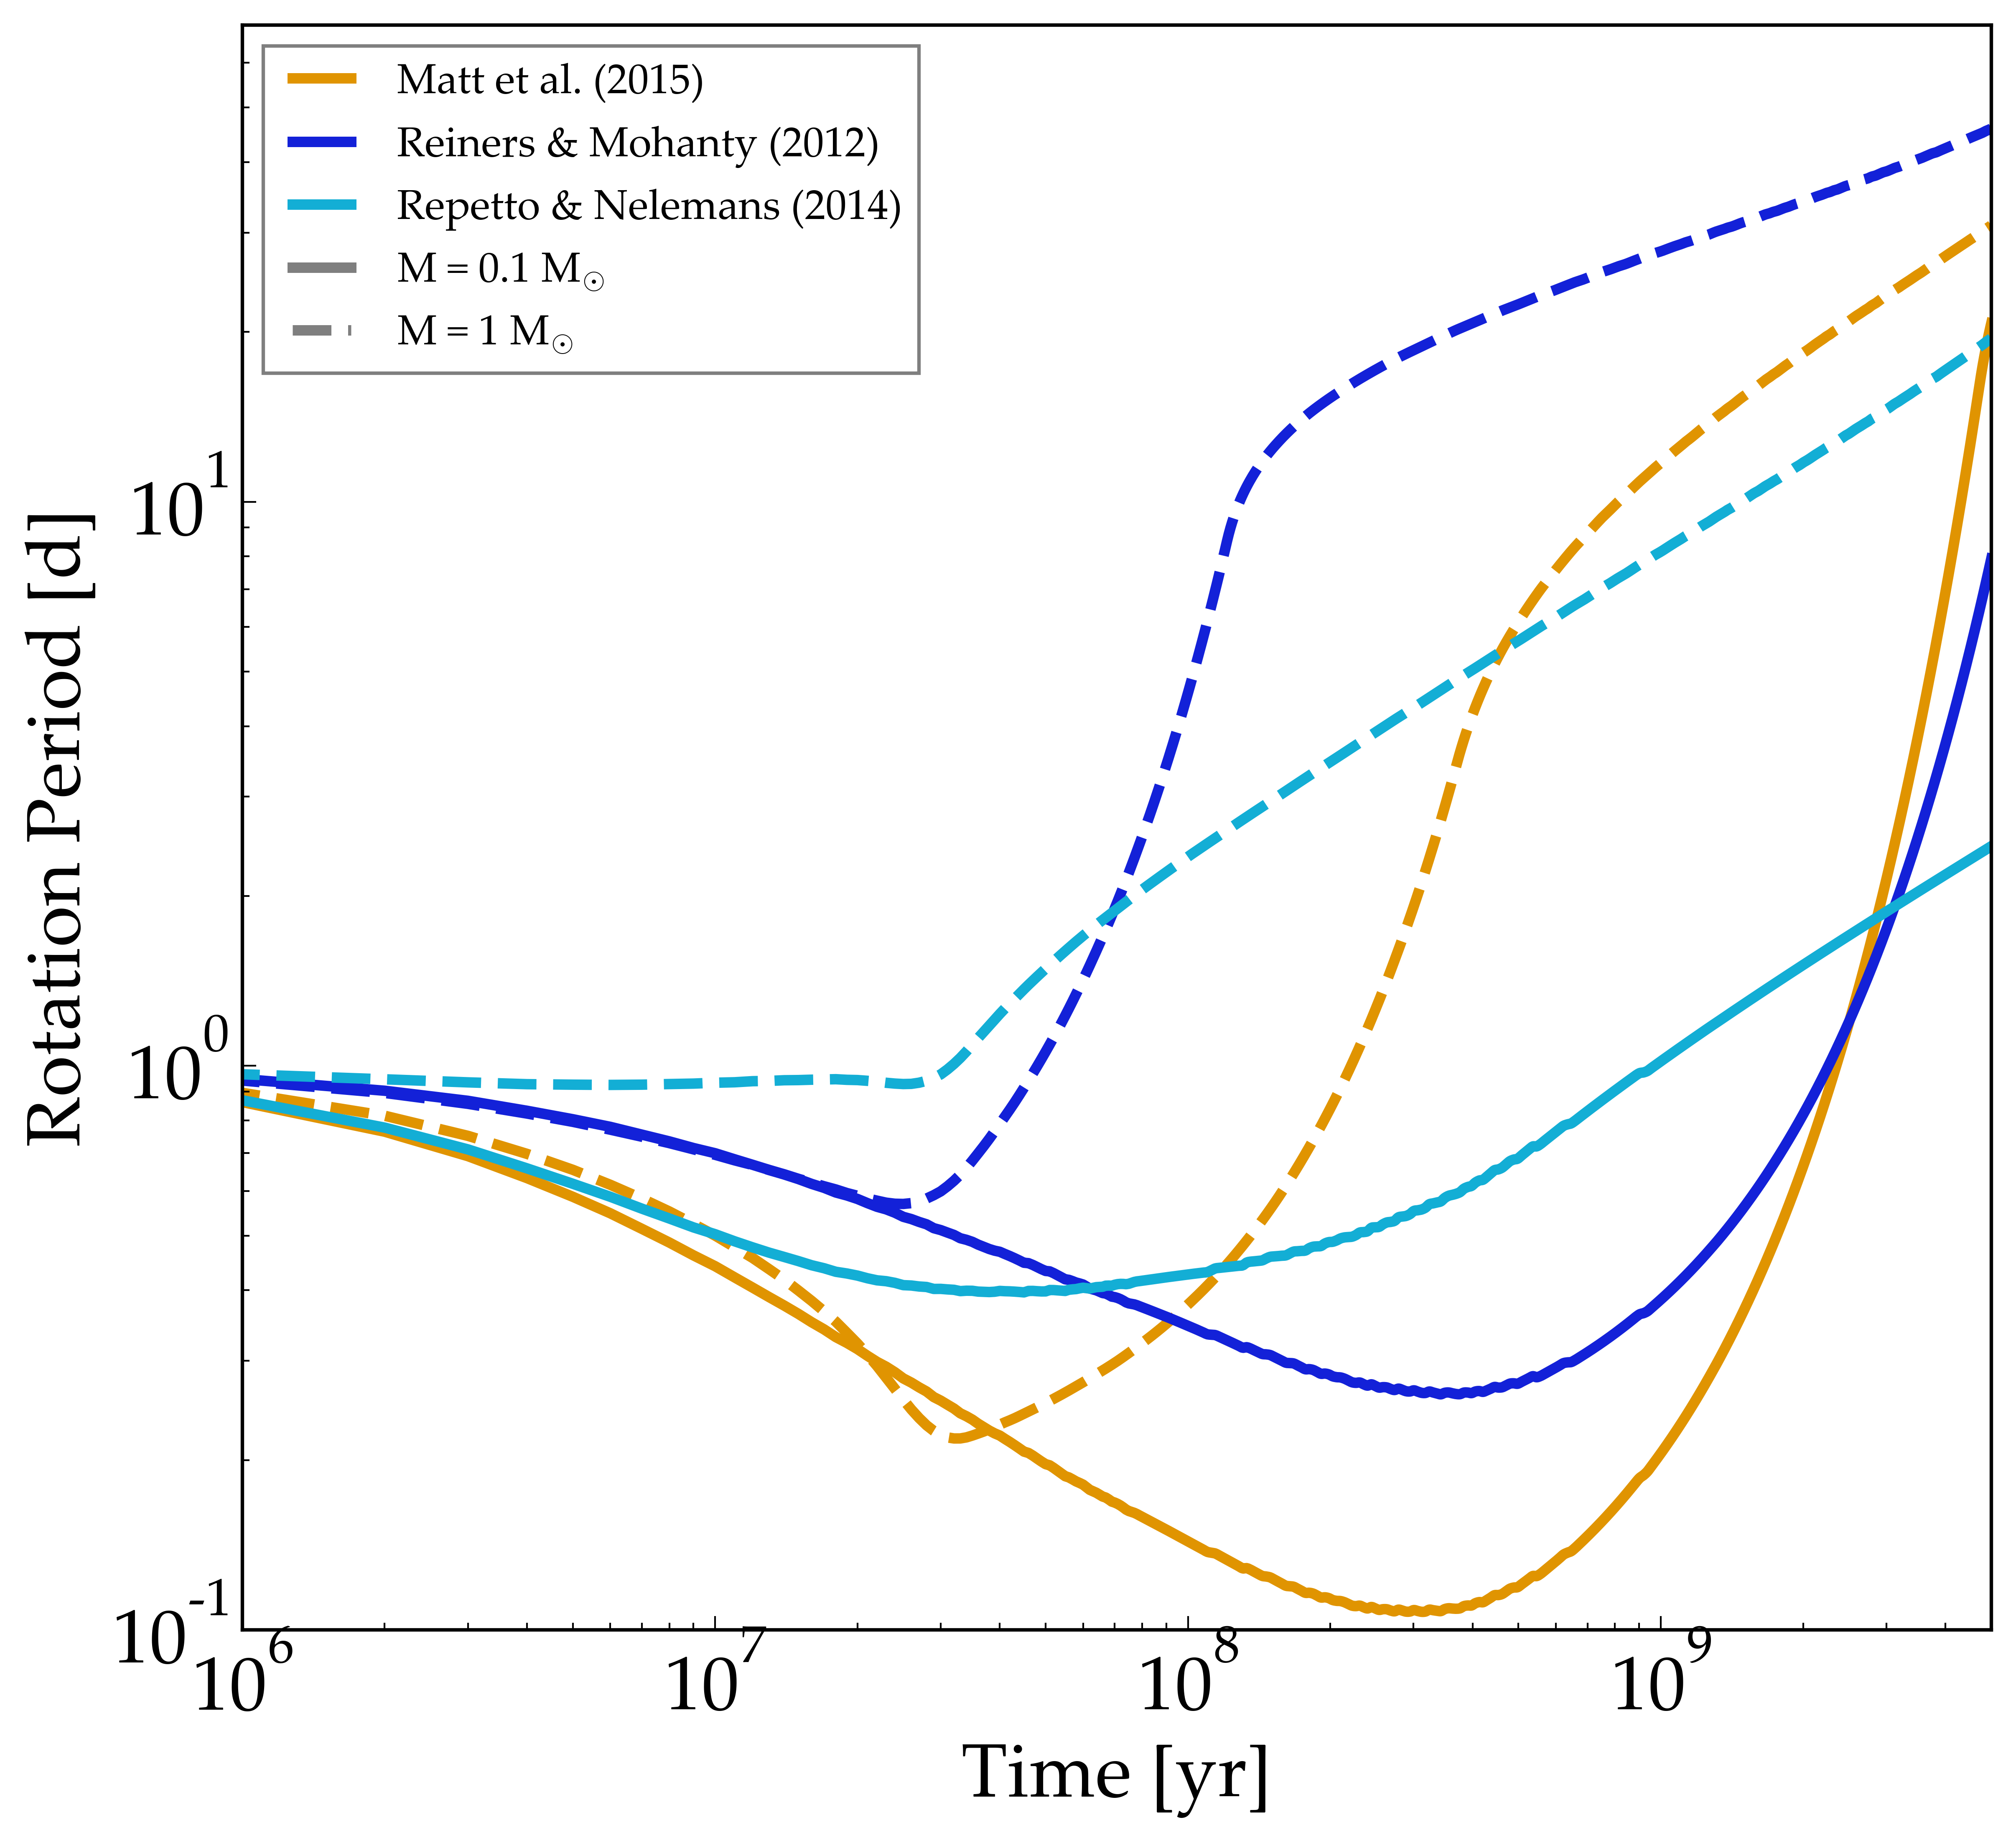 Matt et al. (2015)
Reiners & Mohanty (2012)
Repetto & Nelemans (2014)
M = 0.1 M☉
M = 1 M☉
Rotation Period [d]
10¹
10⁰
10⁻¹
10⁶ 10⁷ 10⁸ 10⁹
Time [yr]